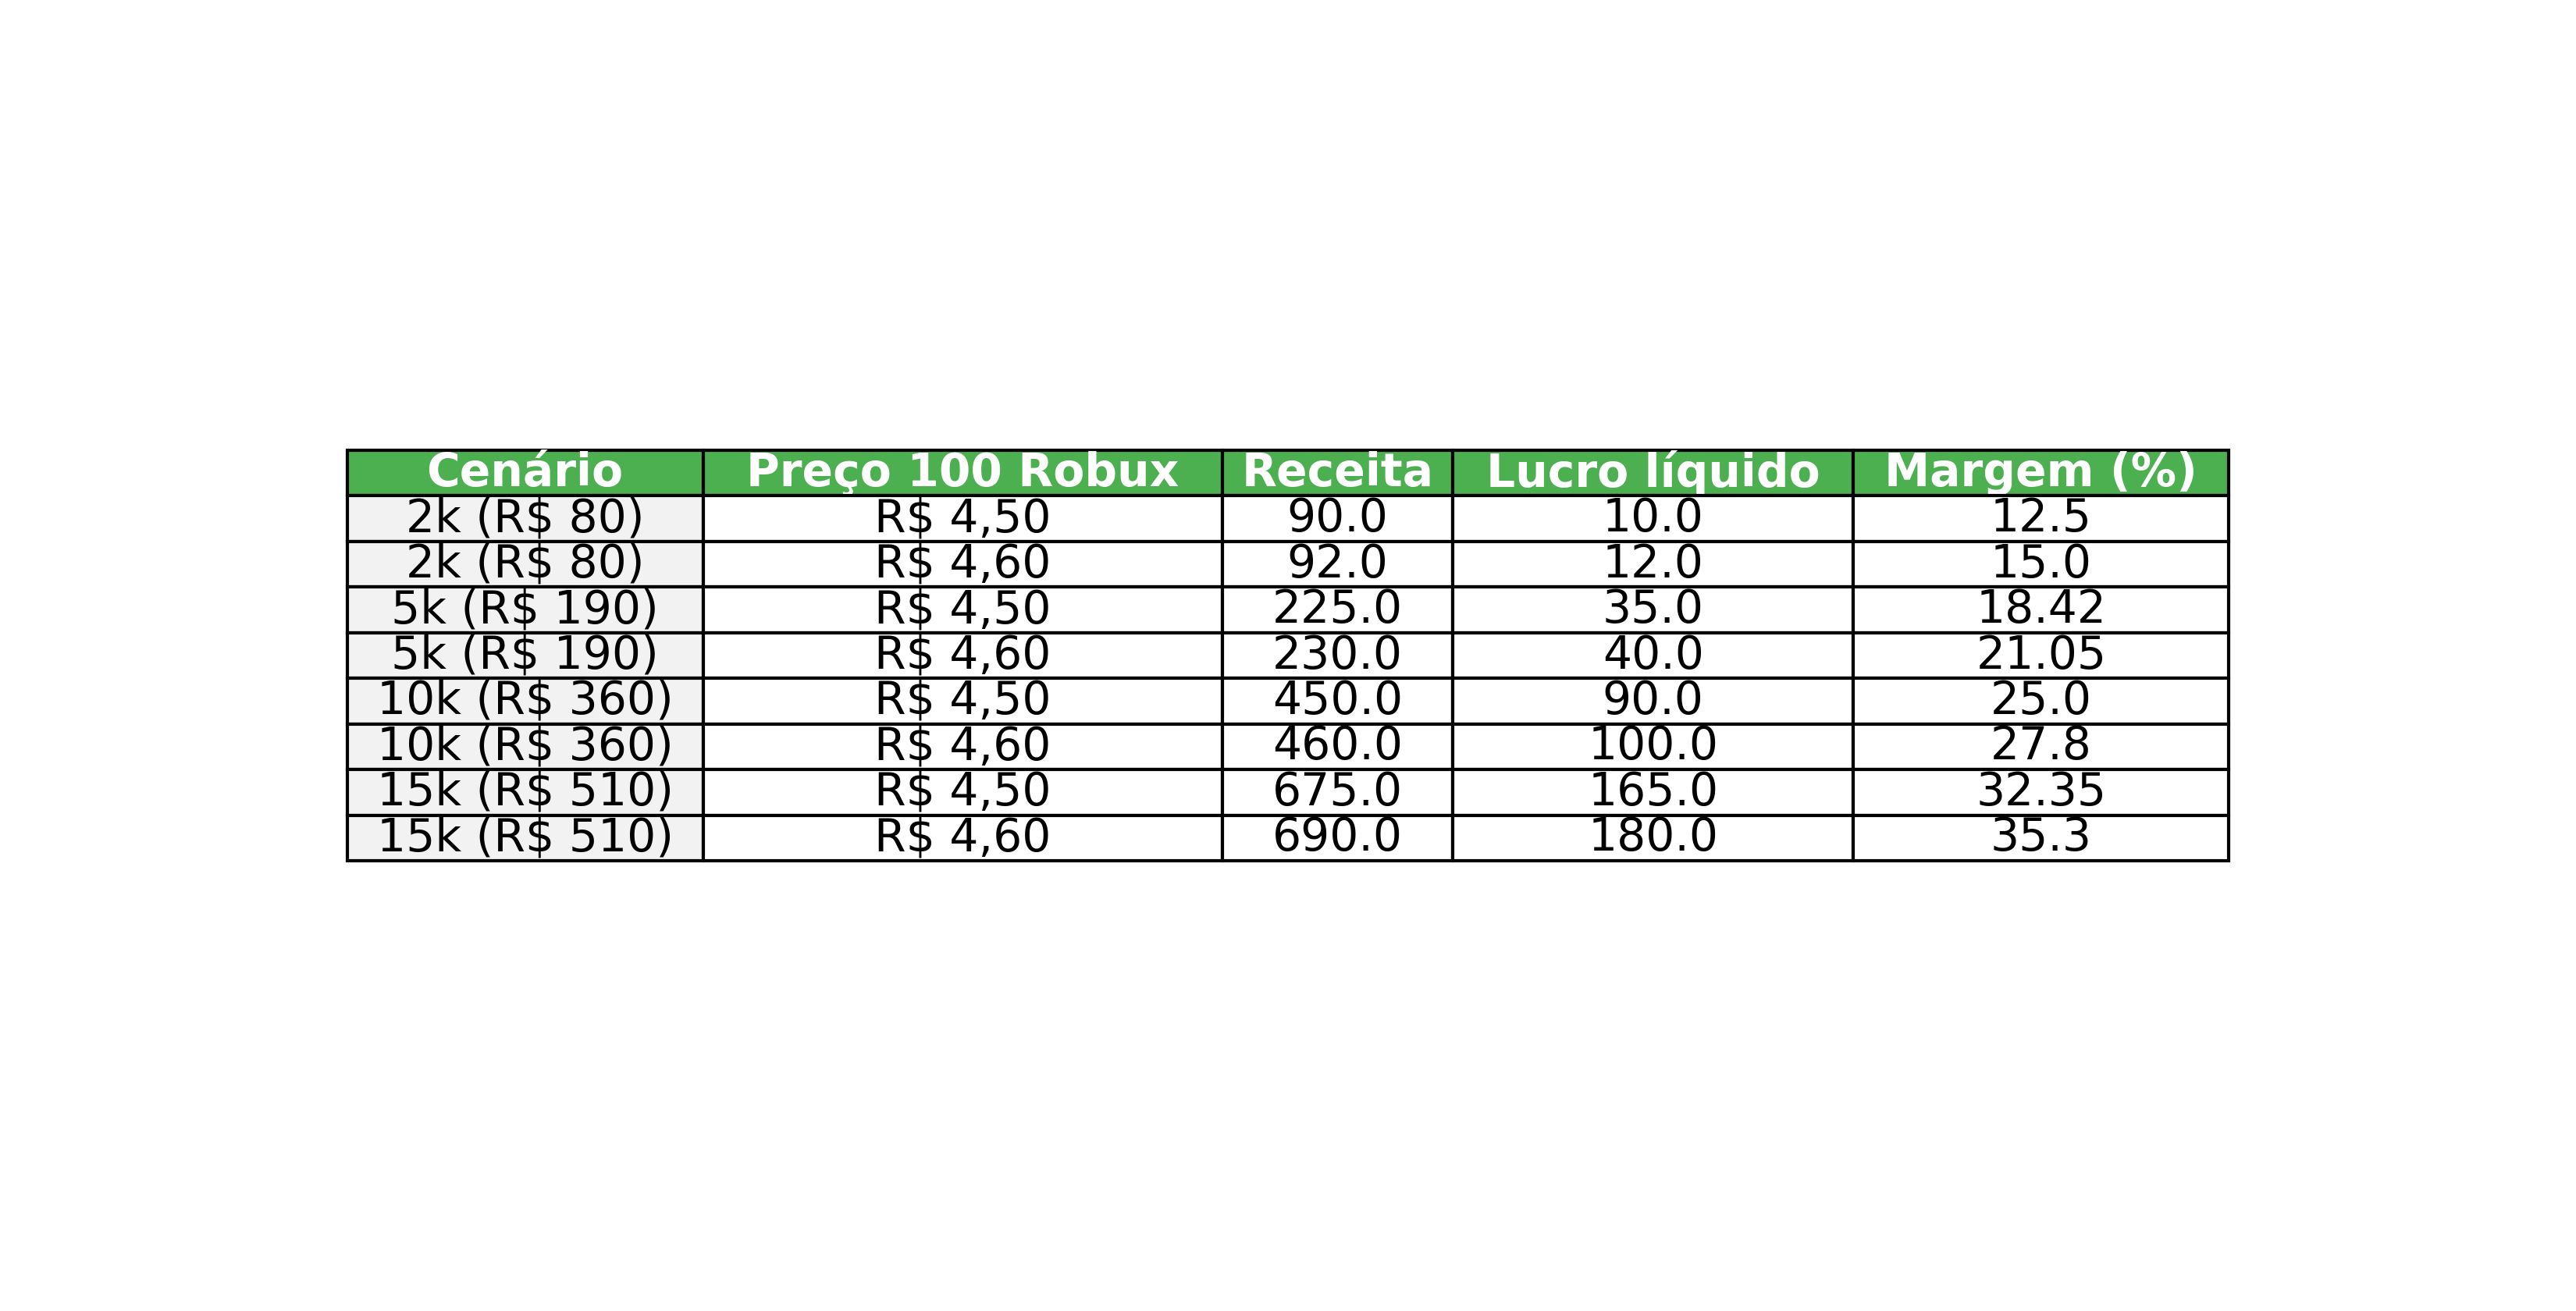 Cenário Preço 100 Robux Receita Lucro líquido Margem (%)
2k (R$ 80) R$ 4,50 90.0 10.0 12.5
2k (R$ 80) R$ 4,60 92.0 12.0 15.0
5k (R$ 190) R$ 4,50 225.0 35.0 18.42
5k (R$ 190) R$ 4,60 230.0 40.0 21.05
10k (R$ 360) R$ 4,50 450.0 90.0 25.0
10k (R$ 360) R$ 4,60 460.0 100.0 27.8
15k (R$ 510) R$ 4,50 675.0 165.0 32.35
15k (R$ 510) R$ 4,60 690.0 180.0 35.3